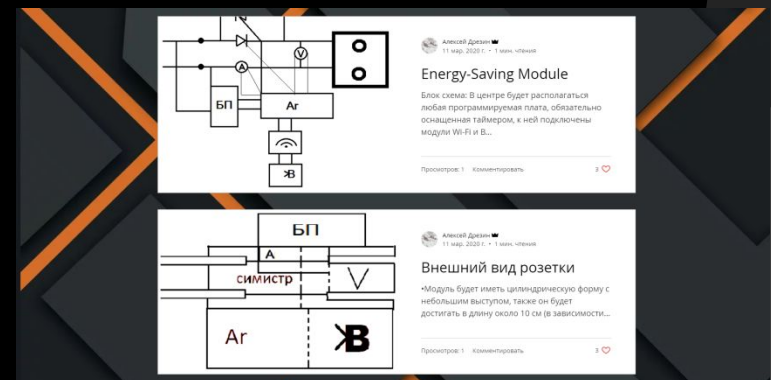 БП
V
A
Ar
Ж
Алексей Дрезин
11 мар. 2020 г. • 1 мин. чтения
Energy-Saving Module
Блок схема: В центре будет располагаться
любая программируемая плата, обязательно
оснащенная таймером, к ней подключены
модули Wi-Fi и B...
Просмотров: 1 Комментировать 3
БП
A
симистр
V
Ar
Ж
Алексей Дрезин
11 мар. 2020 г. • 1 мин. чтения
Внешний вид розетки
•Модуль будет иметь цилиндрическую форму с
небольшим выступом, также он будет
достигать в длину около 10 см (в зависимости...
Просмотров: 1 Комментировать 3